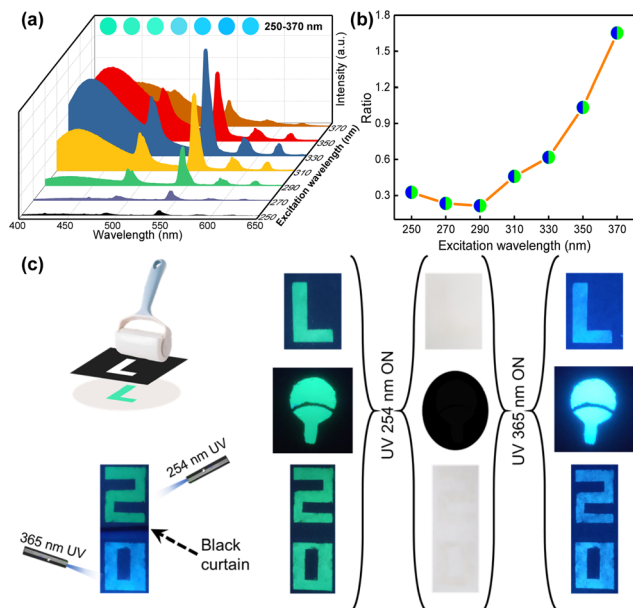 (a)
250-370 nm
Intensity (a.u.)
370
350
330
310
290
270
250
Excitation wavelength (nm)
400 450 500 550 600 650
Wavelength (nm)
(b)
1.8
1.5
1.2
0.9
0.6
0.3
Ratio
250 270 290 310 330 350 370
Excitation wavelength (nm)
(c)
L
254 nm UV
365 nm UV
2
0
Black
curtain
L
2
0
UV 254 nm ON
UV 365 nm ON
L
2
0